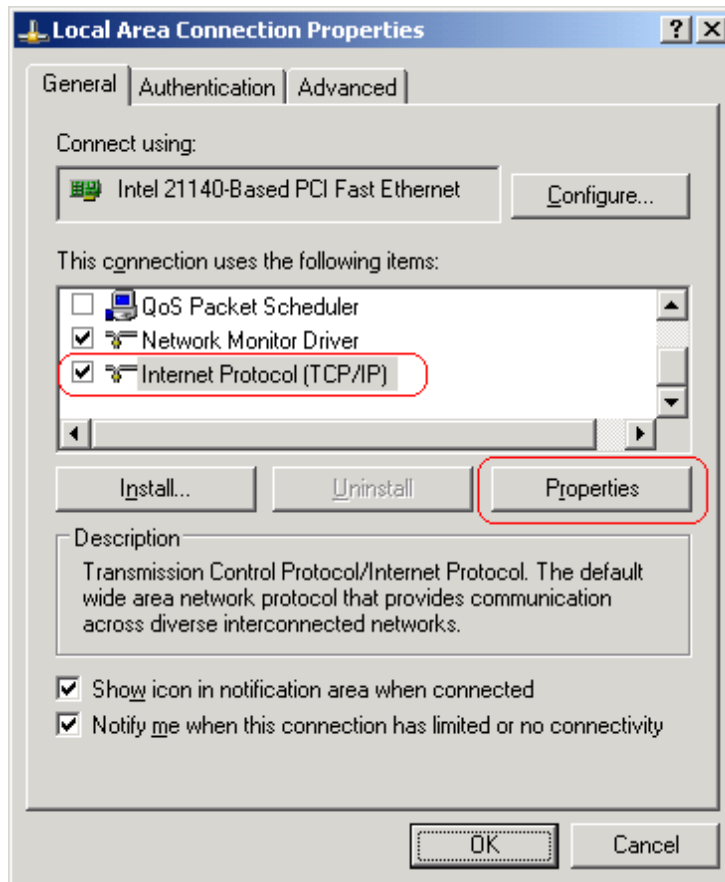 Local Area Connection Properties
General Authentication Advanced
Connect using:
Intel 21140-Based PCI Fast Ethernet Configure...
This connection uses the following items:
QoS Packet Scheduler
Network Monitor Driver
Internet Protocol (TCP/IP)
Install... Uninstall Properties
Description
Transmission Control Protocol/Internet Protocol. The default
wide area network protocol that provides communication
across diverse interconnected networks.
Show icon in notification area when connected
Notify me when this connection has limited or no connectivity
OK Cancel